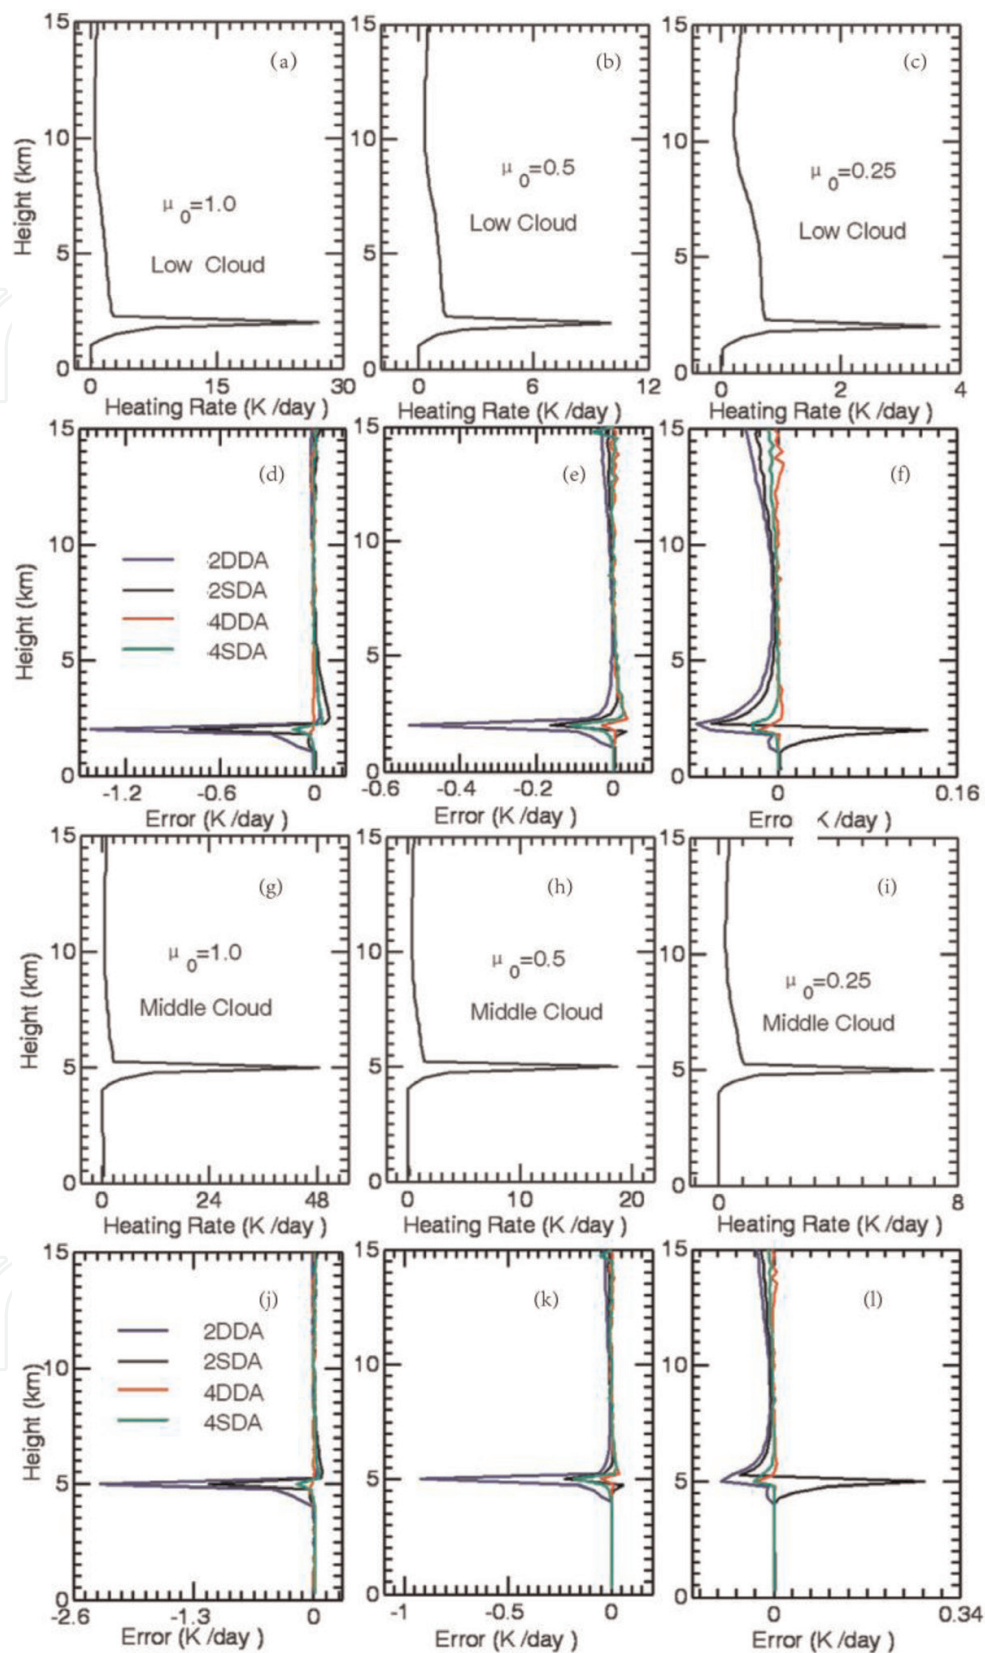 15 15 15
(a) (b) (c)
Height (km)
10 10 10
μ0=1.0 μ0=0.5 μ0=0.25
Low Cloud Low Cloud Low Cloud
5 5 5
0 0 0
0 15 30 0 6 12 0 2 4
Heating Rate (K /day ) Heating Rate (K /day ) Heating Rate (K /day )
15 15 15
(d) (e) (f)
Height (km)
10 10 10
2DDA
2SDA
4DDA
4SDA
5 5 5
0 0 0
-1.2 -0.6 0 -0.6 -0.4 -0.2 0 0 0.16
Error (K /day ) Error (K /day ) Erro K /day )
15 15 15
(g) (h) (i)
Height (km)
10 10 10
μ0=1.0 μ0=0.5 μ0=0.25
Middle Cloud Middle Cloud Middle Cloud
5 5 5
0 0 0
0 24 48 0 10 20 0 8
Heating Rate (K /day ) Heating Rate (K /day ) Heating Rate (K /day )
15 15 15
(j) (k) (l)
Height (km)
2DDA
2SDA
4DDA
4SDA
10 10 10
5 5 5
0 0 0
-2.6 -1.3 0 -1 -0.5 0 0 0.34
Error (K /day ) Error (K /day ) Error (K /day )